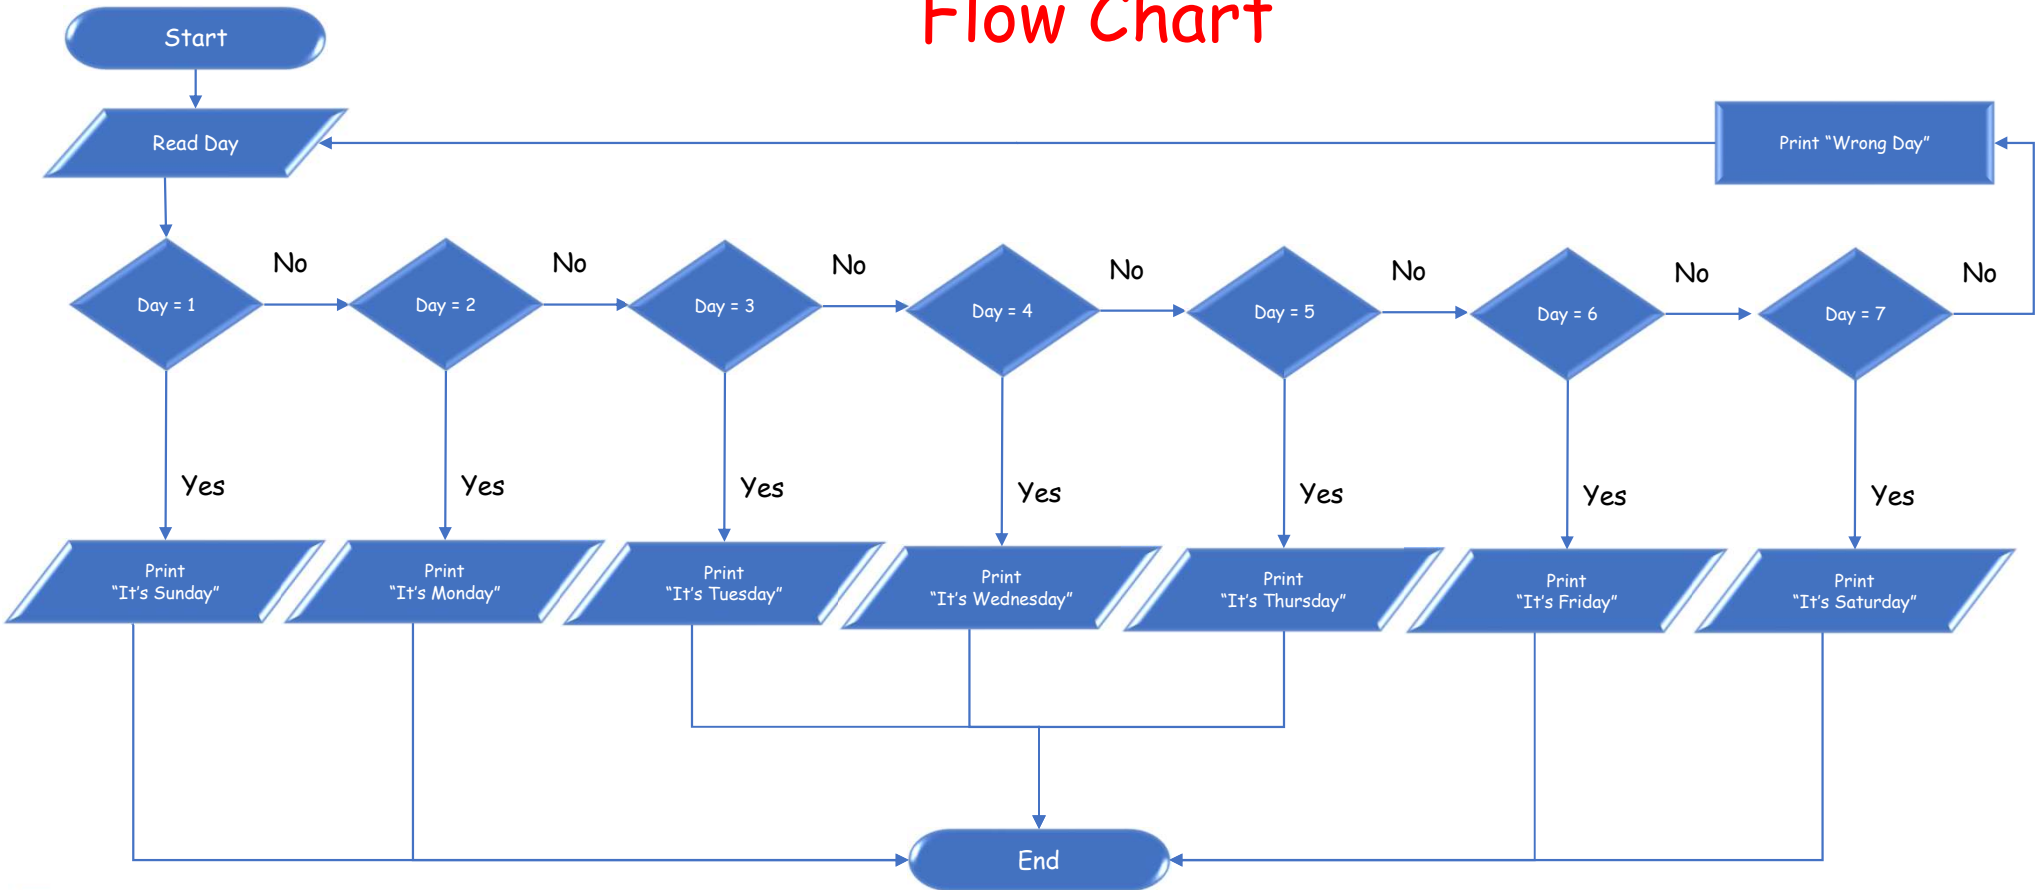 Flow Chart
Start
Read Day
Print “Wrong Day”
No
No
No
No
No
No
No
Day = 1
Day = 2
Day = 3
Day = 4
Day = 5
Day = 6
Day = 7
Yes
Yes
Yes
Yes
Yes
Yes
Yes
Print
“It’s Sunday”
Print
“It’s Monday”
Print
“It’s Tuesday”
Print
“It’s Wednesday”
Print
“It’s Thursday”
Print
“It’s Friday”
Print
“It’s Saturday”
End